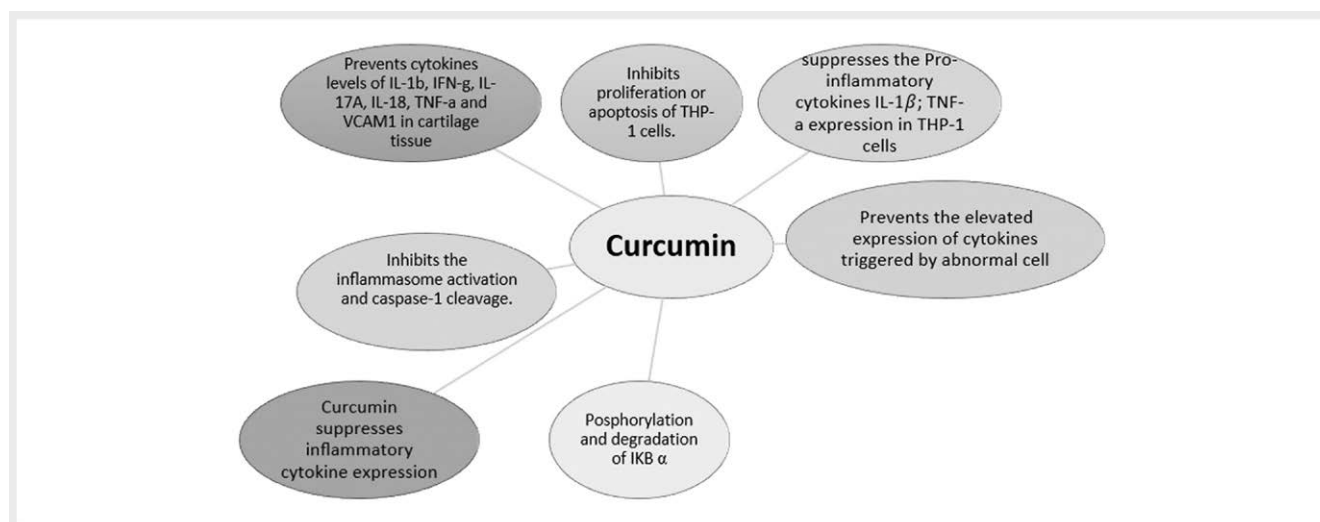 Prevents cytokines
levels of IL-1b, IFN-g, IL-
17A, IL-18, TNF-a and
VCAM1 in cartilage
tissue
Inhibits
proliferation or
apoptosis of THP-
1 cells.
suppresses the Pro-
inflammatory
cytokines IL-1β; TNF-
a expression in THP-1
cells
Curcumin
Prevents the elevated
expression of cytokines
triggered by abnormal cell
Inhibits the
inflammasome activation
and caspase-1 cleavage.
Curcumin
suppresses
inflammatory
cytokine expression
Posphorylation
and degradation
of IKB α